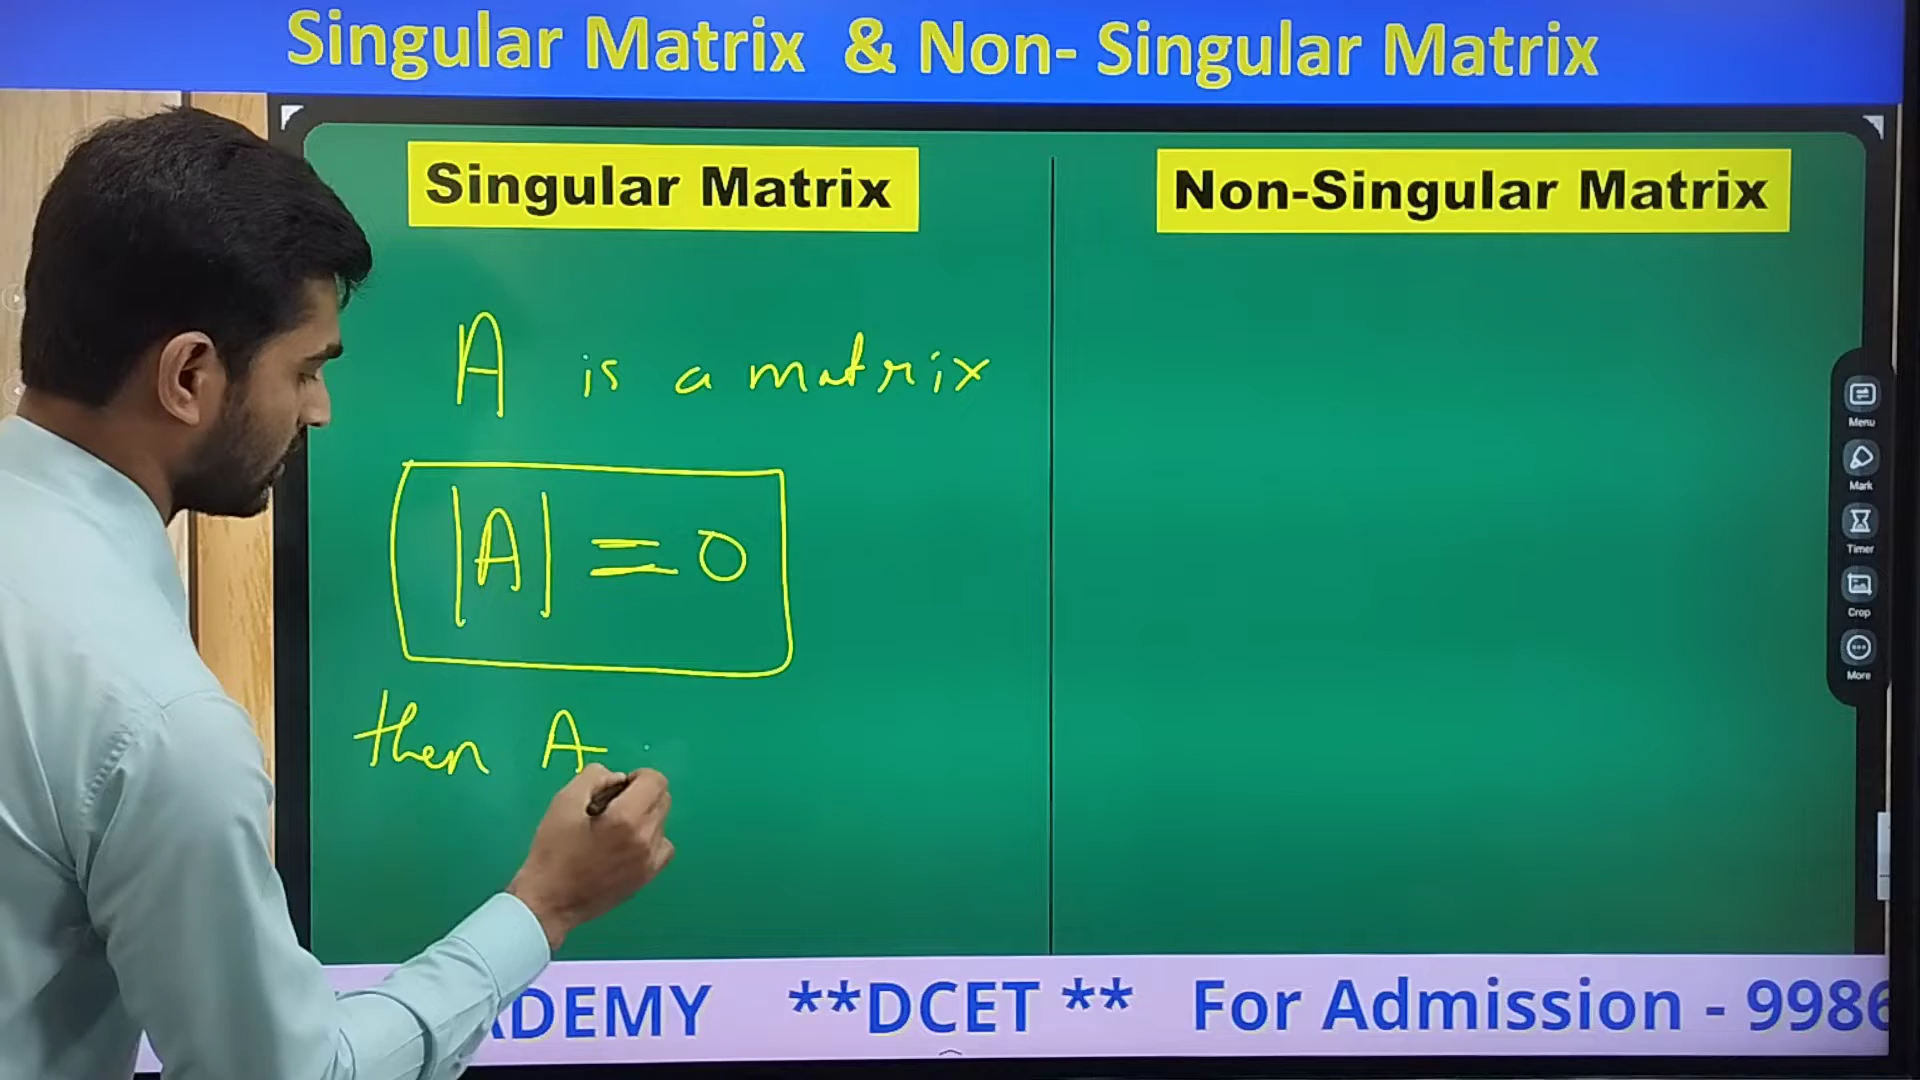 Singular Matrix & Non- Singular Matrix
Singular Matrix
Non-Singular Matrix
A is a matrix
|A| = 0
then A
Menu
Mark
Timer
Crop
More
ADEMY **DCET ** For Admission - 9986